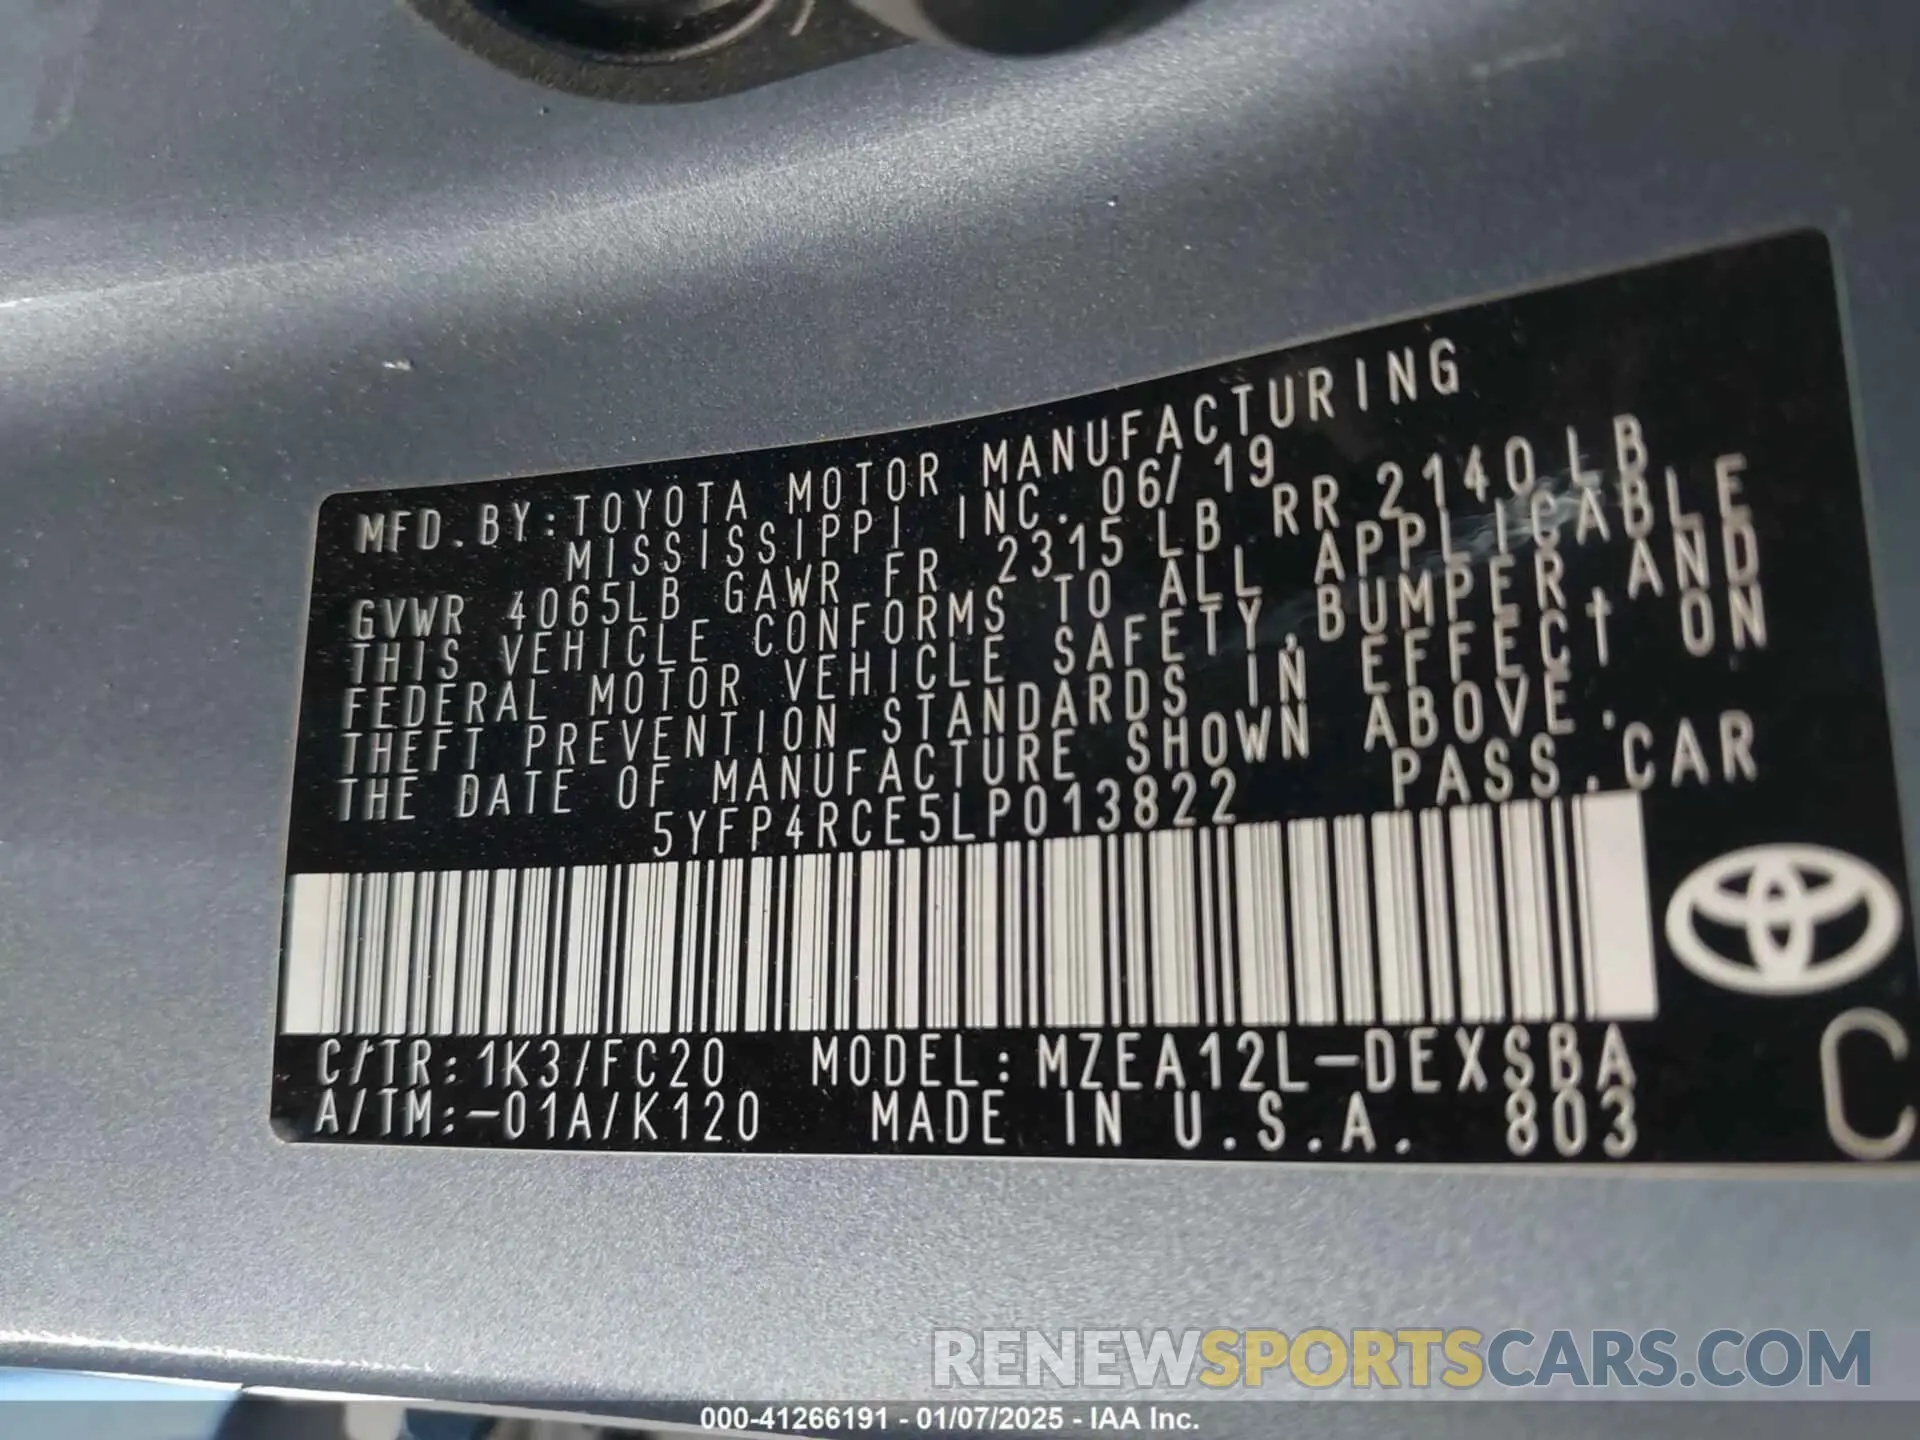 MFD. BY: TOYOTA MOTOR MANUFACTURING
MISSISSIPPI, INC. 06/19
GVWR 4065LB GAWR FR 2315 LB RR 2140LB
THIS VEHICLE CONFORMS TO ALL APPLICABLE
FEDERAL MOTOR VEHICLE SAFETY, BUMPER, AND
THEFT PREVENTION STANDARDS IN EFFECT ON
THE DATE OF MANUFACTURE SHOWN ABOVE.
5YFP4RCE5LP013822 PASS. CAR
C/TR: 1K3/FC20 MODEL: MZEA12L-DEXSBA
A/TM: -01A/K120 MADE IN U.S.A. 803
C
RENEWSPORTSCARS.COM
000-41266191 - 01/07/2025 - IAA Inc.